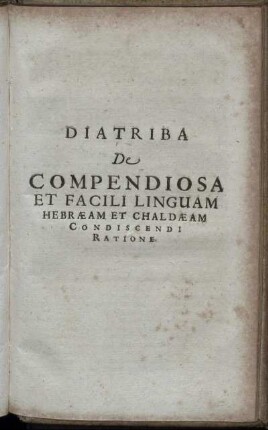 DIATRIBA
De
COMPENDIOSA
ET FACILI LINGUAM
HEBRÆAM ET CHALDÆAM
CONDISCENDI
RATIONE.